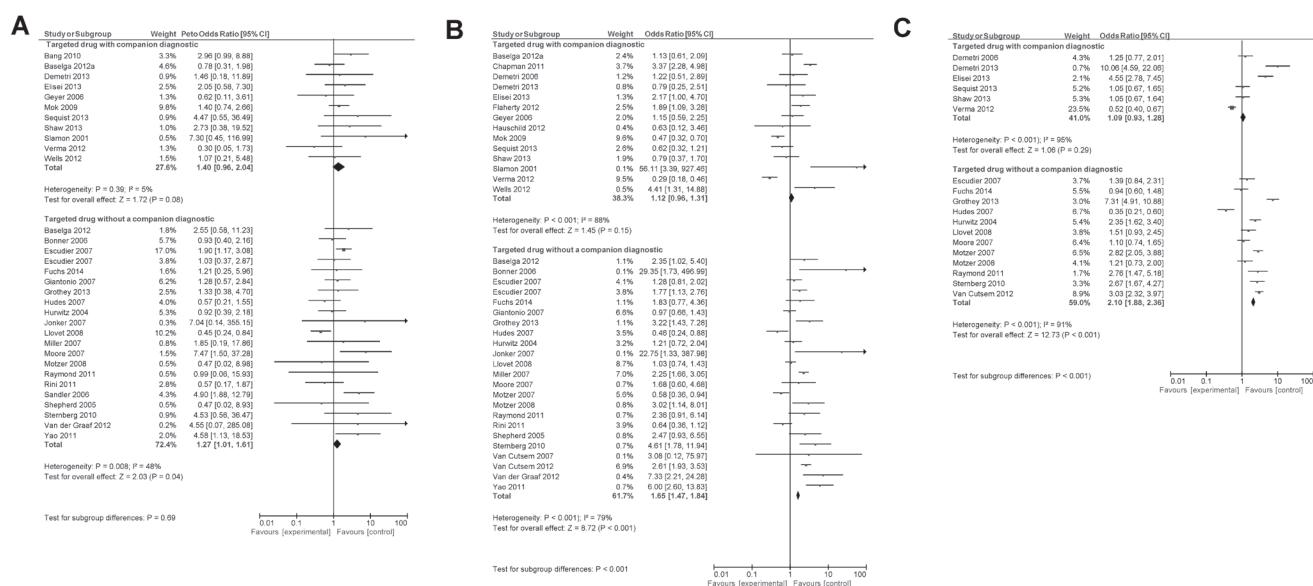 A
Study or Subgroup Weight Peto Odds Ratio [95% CI]
Targeted drug with companion diagnostic
Bang 2010 3.3% 2.96 [0.99, 8.88]
Baselga 2012a 4.6% 0.78 [0.31, 1.98]
Demetri 2013 0.9% 1.46 [0.18, 11.89]
Elisei 2013 2.6% 2.05 [0.58, 7.30]
Geyer 2006 1.3% 0.62 [0.11, 3.61]
Mok 2009 9.8% 1.40 [0.74, 2.66]
Sequist 2013 0.9% 4.47 [0.55, 36.49]
Shaw 2013 1.1% 2.73 [0.38, 19.52]
Slamon 2001 0.5% 7.30 [0.45, 116.99]
Verma 2012 1.3% 0.30 [0.05, 1.73]
Wells 2012 1.5% 1.07 [0.21, 5.48]
Total 27.6% 1.40 [0.96, 2.04]
Heterogeneity: P = 0.39; I² = 5%
Test for overall effect: Z = 1.72 (P = 0.08)
Targeted drug without a companion diagnostic
Baselga 2012 1.8% 2.55 [0.58, 11.23]
Bonner 2006 5.7% 0.93 [0.40, 2.16]
Escudier 2007 17.0% 1.90 [1.17, 3.08]
Escudier 2007 3.8% 1.03 [0.37, 2.87]
Fuchs 2014 1.6% 1.21 [0.25, 5.96]
Giantonio 2007 6.2% 1.28 [0.57, 2.84]
Grothey 2013 2.6% 1.33 [0.38, 4.70]
Hudes 2007 4.0% 0.57 [0.21, 1.55]
Hurwitz 2004 5.3% 0.92 [0.39, 2.18]
Jonker 2007 0.3% 7.04 [0.14, 355.15]
Llovet 2008 10.2% 0.45 [0.24, 0.84]
Miller 2007 0.8% 1.85 [0.19, 17.86]
Moore 2007 1.5% 7.47 [1.50, 37.28]
Motzer 2008 0.5% 0.47 [0.02, 8.98]
Raymond 2011 0.5% 0.99 [0.06, 15.93]
Rini 2011 2.8% 0.57 [0.17, 1.87]
Sandler 2006 4.3% 4.90 [1.88, 12.79]
Shepherd 2005 0.5% 0.47 [0.02, 8.93]
Sternberg 2010 0.9% 4.53 [0.56, 36.47]
Van der Graaf 2012 0.2% 4.55 [0.07, 285.08]
Yao 2011 2.0% 4.58 [1.13, 18.53]
Total 72.4% 1.27 [1.01, 1.61]
Heterogeneity: P = 0.008; I² = 48%
Test for overall effect: Z = 2.03 (P = 0.04)
Test for subgroup differences: P = 0.69
0.01 0.1 1 10 100
Favours [experimental] Favours [control]
B
Study or Subgroup Weight Odds Ratio [95% CI]
Targeted drug with companion diagnostic
Baselga 2012a 2.4% 1.13 [0.61, 2.09]
Chapman 2011 3.7% 3.37 [2.28, 4.98]
Demetri 2006 1.2% 1.22 [0.51, 2.89]
Demetri 2013 1.2% 0.79 [0.25, 2.51]
Elisei 2013 1.3% 2.17 [1.00, 4.70]
Flaherty 2012 2.5% 1.89 [1.09, 3.28]
Geyer 2006 1.1% 1.15 [0.59, 2.25]
Hauschild 2012 0.4% 0.63 [0.12, 3.46]
Mok 2009 9.4% 0.47 [0.32, 0.70]
Sequist 2013 2.8% 0.62 [0.32, 1.21]
Shaw 2013 1.9% 0.79 [0.37, 1.70]
Slamon 2001 0.1% 56.11 [3.39, 927.46]
Verma 2012 9.5% 0.29 [0.18, 0.46]
Wells 2012 0.5% 4.41 [1.31, 14.88]
Total 38.3% 1.12 [0.96, 1.31]
Heterogeneity: P < 0.001; I² = 88%
Test for overall effect: Z = 1.45 (P = 0.15)
Targeted drug without a companion diagnostic
Baselga 2012 1.1% 2.35 [1.02, 5.40]
Bonner 2006 0.1% 29.35 [1.73, 496.99]
Escudier 2007 5.1% 1.28 [0.81, 2.02]
Escudier 2007 3.8% 1.77 [1.13, 2.76]
Fuchs 2014 1.1% 1.83 [0.77, 4.36]
Giantonio 2007 6.2% 0.97 [0.66, 1.43]
Grothey 2013 1.3% 3.22 [1.43, 7.28]
Hudes 2007 3.5% 0.46 [0.24, 0.88]
Hurwitz 2004 4.2% 1.21 [0.72, 2.04]
Jonker 2007 0.1% 22.75 [1.33, 387.98]
Llovet 2008 8.9% 1.03 [0.74, 1.43]
Miller 2007 7.0% 2.25 [1.66, 3.05]
Moore 2007 0.9% 1.68 [0.60, 4.68]
Motzer 2007 5.1% 0.58 [0.36, 0.94]
Motzer 2008 0.8% 3.02 [1.14, 8.01]
Raymond 2011 0.7% 2.36 [0.91, 6.14]
Rini 2011 3.9% 0.64 [0.36, 1.12]
Shepherd 2005 0.8% 2.47 [0.93, 6.55]
Sternberg 2010 0.7% 4.61 [1.78, 11.94]
Van Cutsem 2007 0.1% 3.08 [0.12, 75.97]
Van Cutsem 2012 6.9% 2.61 [1.93, 3.53]
Van der Graaf 2012 0.4% 7.33 [2.21, 24.28]
Yao 2011 0.7% 6.00 [2.60, 13.83]
Total 61.7% 1.65 [1.47, 1.84]
Heterogeneity: P < 0.001; I² = 79%
Test for overall effect: Z = 8.72 (P < 0.001)
Test for subgroup differences: P < 0.001
0.01 0.1 1 10 100
Favours [experimental] Favours [control]
C
Study or Subgroup Weight Odds Ratio [95% CI]
Targeted drug with companion diagnostic
Demetri 2006 4.3% 1.25 [0.77, 2.01]
Demetri 2013 0.7% 10.06 [4.59, 22.06]
Elisei 2013 2.1% 4.55 [2.78, 7.45]
Sequist 2013 5.2% 1.05 [0.67, 1.65]
Shaw 2013 5.3% 1.05 [0.67, 1.64]
Verma 2012 23.5% 0.52 [0.40, 0.67]
Total 41.0% 1.09 [0.93, 1.28]
Heterogeneity: P < 0.001; I² = 95%
Test for overall effect: Z = 1.06 (P = 0.29)
Targeted drug without a companion diagnostic
Escudier 2007 3.7% 1.39 [0.84, 2.31]
Fuchs 2014 5.5% 0.94 [0.60, 1.48]
Grothey 2013 3.0% 7.31 [4.91, 10.88]
Hudes 2007 6.7% 0.35 [0.21, 0.60]
Hurwitz 2004 4.5% 2.35 [1.62, 3.40]
Llovet 2008 3.8% 1.51 [0.93, 2.45]
Moore 2007 6.4% 1.10 [0.74, 1.65]
Motzer 2007 6.5% 2.82 [2.05, 3.88]
Motzer 2008 4.1% 1.21 [0.73, 2.00]
Raymond 2011 1.7% 2.76 [1.47, 5.18]
Sternberg 2010 3.3% 2.67 [1.67, 4.27]
Van Cutsem 2012 8.9% 3.03 [2.32, 3.97]
Total 59.0% 2.10 [1.88, 2.36]
Heterogeneity: P < 0.001; I² = 91%
Test for overall effect: Z = 12.73 (P < 0.001)
Test for subgroup differences: P < 0.001)
0.01 0.1 1 10 100
Favours [experimental] Favours [control]